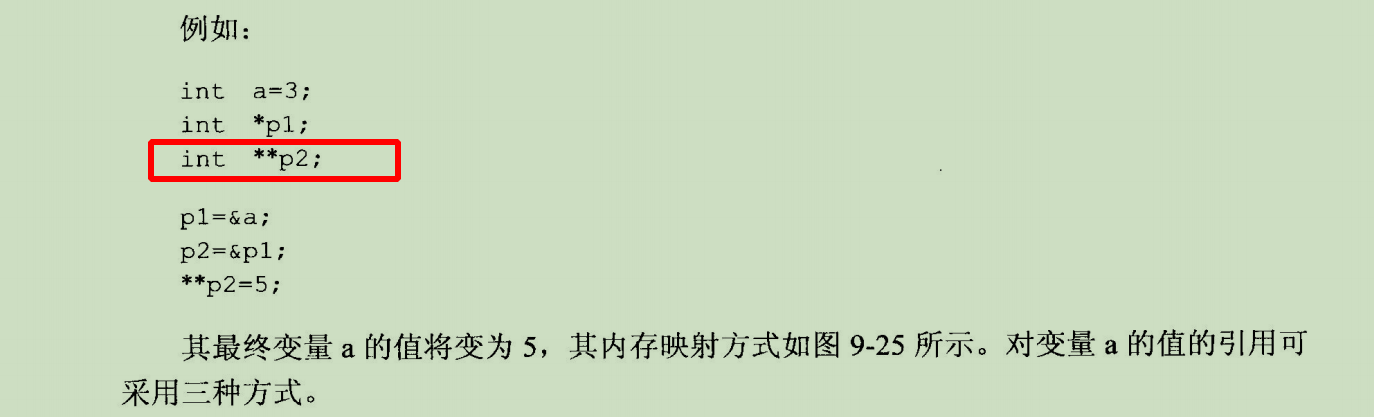 例如:
int a=3;
int *p1;
int **p2;
p1=&a;
p2=&p1;
**p2=5;
其最终变量 a 的值将变为 5，其内存映射方式如图 9-25 所示。对变量 a 的值的引用可
采用三种方式。